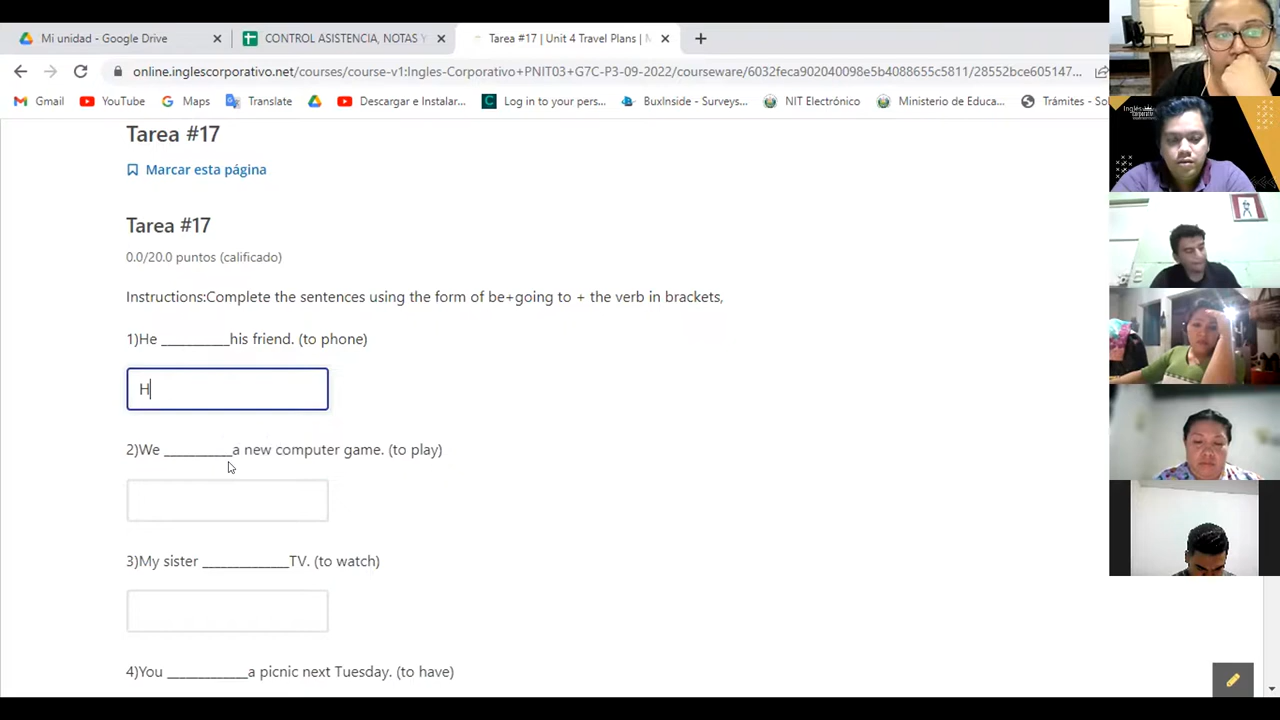 Mi unidad - Google Drive
CONTROL ASISTENCIA, NOTAS Y
Tarea #17 | Unit 4 Travel Plans | M
online.inglescorporativo.net/courses/course-v1:Ingles-Corporativo+PNIT03+G7C-P3-09-2022/courseware/6032feca902040098e5b4088655c5811/28552bce605147...
Gmail
YouTube
Maps
Translate
Descargar e Instalar...
Log in to your pers...
BuxInside - Surveys...
NIT Electrónico
Ministerio de Educa...
Trámites - So
Tarea #17
Marcar esta página
Tarea #17
0.0/20.0 puntos (calificado)
Instructions:Complete the sentences using the form of be+going to + the verb in brackets,
1)He ___________his friend. (to phone)
H
2)We ___________a new computer game. (to play)
3)My sister ______________TV. (to watch)
4)You _____________a picnic next Tuesday. (to have)